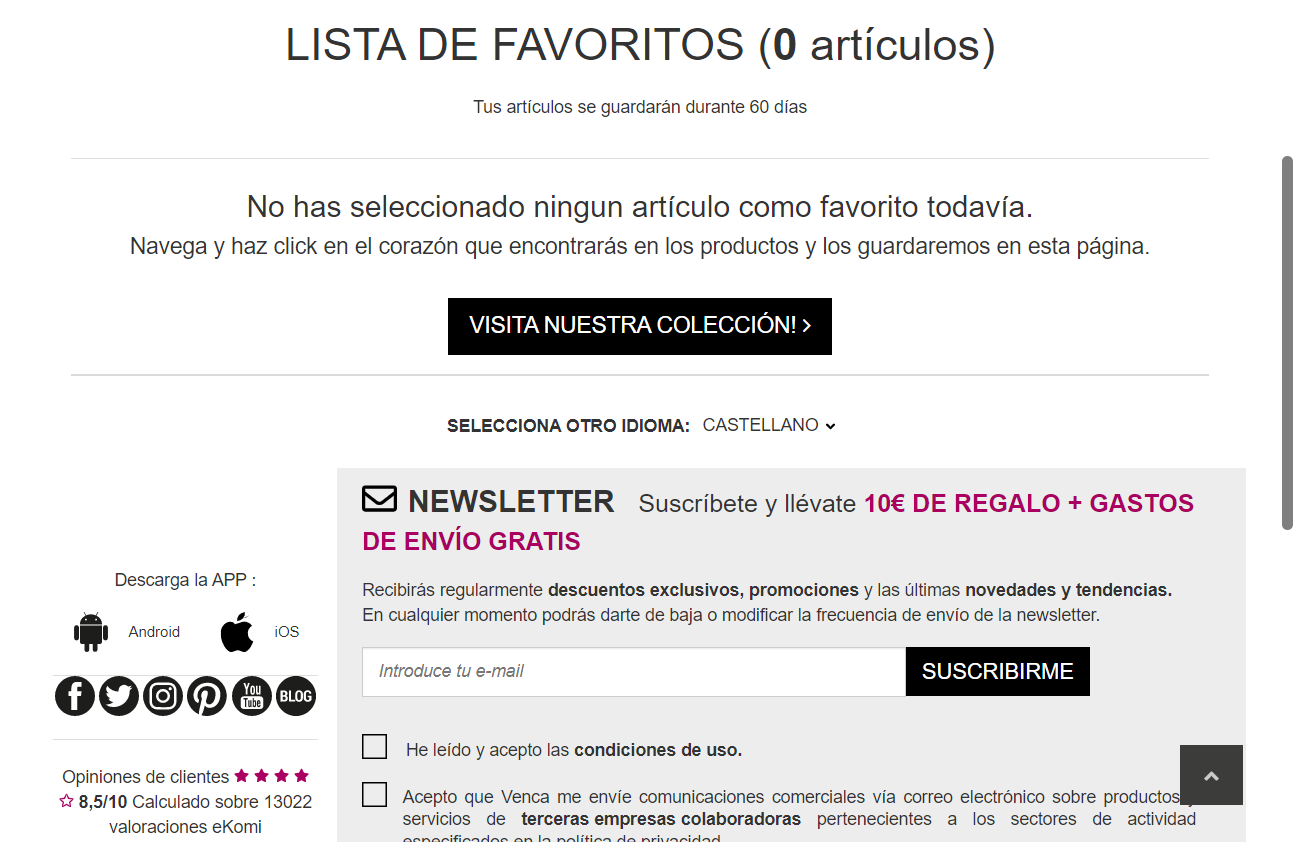 LISTA DE FAVORITOS (0 artículos)
Tus artículos se guardarán durante 60 días
No has seleccionado ningun artículo como favorito todavía.
Navega y haz click en el corazón que encontrarás en los productos y los guardaremos en esta página.
VISITA NUESTRA COLECCIÓN!
SELECCIONA OTRO IDIOMA: CASTELLANO
Descarga la APP :
Android iOS
You Tube BLOG
Opiniones de clientes
8,5/10 Calculado sobre 13022
valoraciones eKomi
NEWSLETTER Suscríbete y llévate 10€ DE REGALO + GASTOS
DE ENVÍO GRATIS
Recibirás regularmente descuentos exclusivos, promociones y las últimas novedades y tendencias.
En cualquier momento podrás darte de baja o modificar la frecuencia de envío de la newsletter.
Introduce tu e-mail SUSCRIBIRME
He leído y acepto las condiciones de uso.
Acepto que Venca me envíe comunicaciones comerciales vía correo electrónico sobre productos y
servicios de terceras empresas colaboradoras pertenecientes a los sectores de actividad
especificados en la política de privacidad.